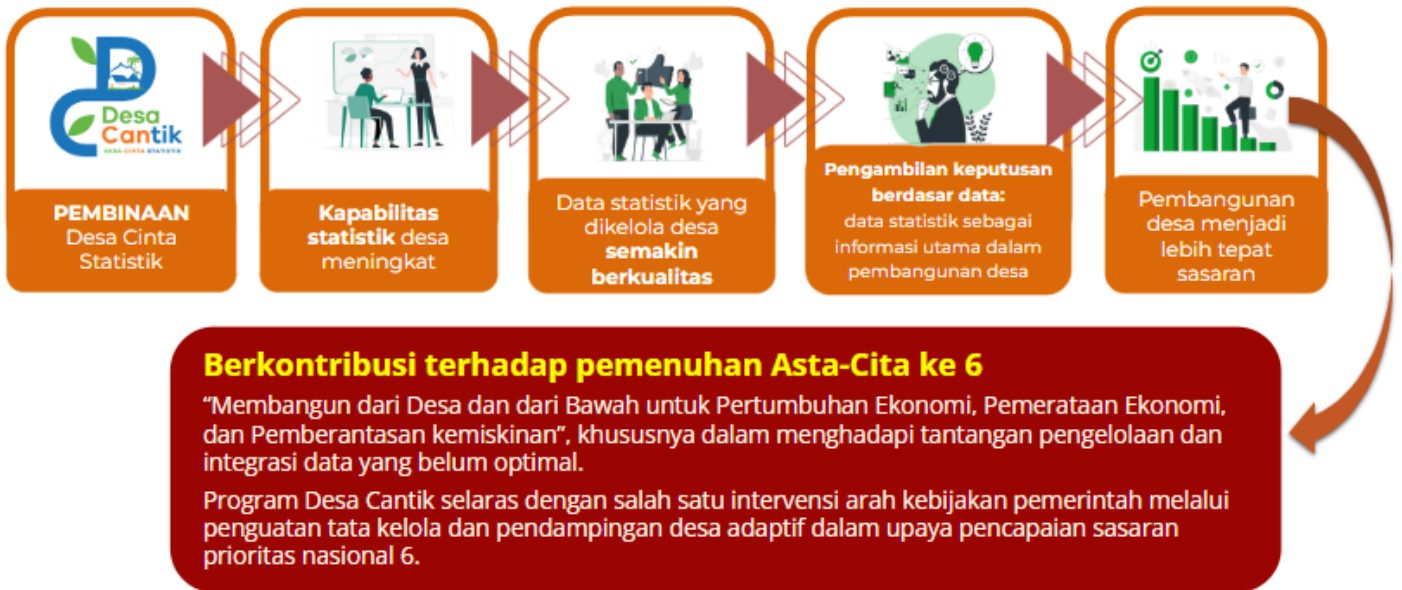 Desa
Cantik
DESA CINTA STATISTIK
PEMBINAAN
Desa Cinta
Statistik
Kapabilitas
statistik desa
meningkat
Data statistik yang
dikelola desa
semakin
berkualitas
Pengambilan keputusan
berdasar data:
data statistik sebagai
informasi utama dalam
pembangunan desa
Pembangunan
desa menjadi
lebih tepat
sasaran
Berkontribusi terhadap pemenuhan Asta-Cita ke 6
“Membangun dari Desa dan dari Bawah untuk Pertumbuhan Ekonomi, Pemerataan Ekonomi,
dan Pemberantasan kemiskinan”, khususnya dalam menghadapi tantangan pengelolaan dan
integrasi data yang belum optimal.
Program Desa Cantik selaras dengan salah satu intervensi arah kebijakan pemerintah melalui
penguatan tata kelola dan pendampingan desa adaptif dalam upaya pencapaian sasaran
prioritas nasional 6.